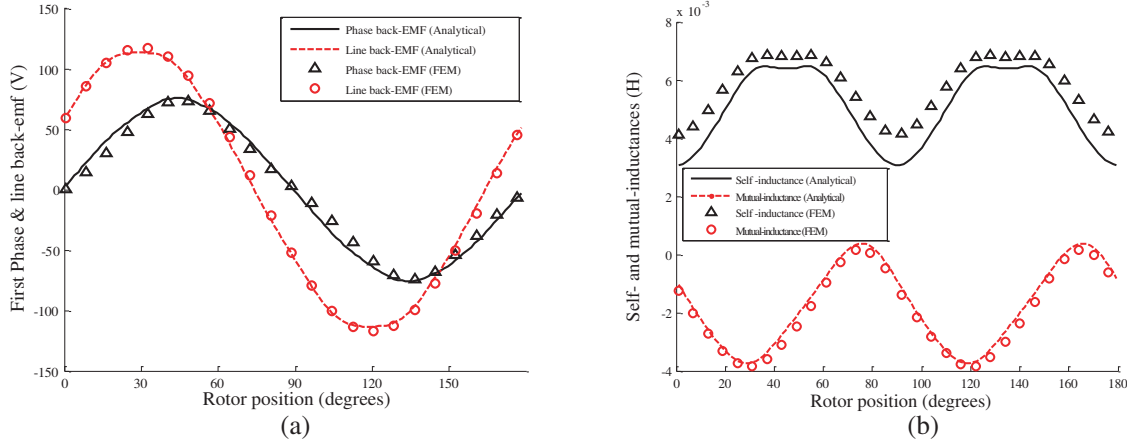 150
100
50
0
-50
-100
-150
First Phase & line back-emf (V)
Phase back-EMF (Analytical)
Line back-EMF (Analytical)
Phase back-EMF (FEM)
Line back-EMF (FEM)
0 30 60 90 120 150
Rotor position (degrees)
(a)
x 10⁻³
8
6
4
2
0
-2
-4
Self- and mutual-inductances (H)
Self -inductance (Analytical)
Mutual-inductance (Analytical)
Self -inductance (FEM)
Mutual-inductance (FEM)
0 20 40 60 80 100 120 140 160 180
Rotor position (degrees)
(b)